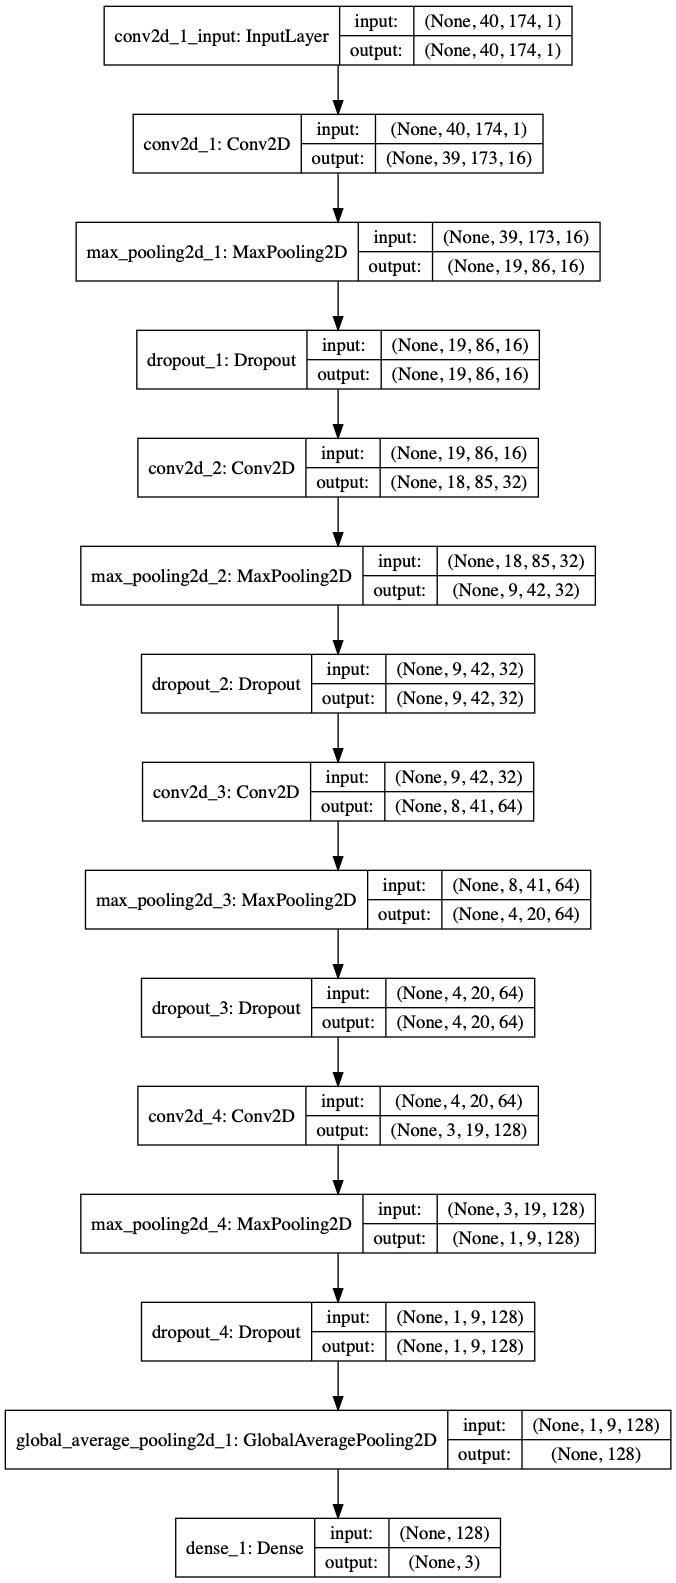 conv2d_1_input: InputLayer
input: (None, 40, 174, 1)
output: (None, 40, 174, 1)
conv2d_1: Conv2D
input: (None, 40, 174, 1)
output: (None, 39, 173, 16)
max_pooling2d_1: MaxPooling2D
input: (None, 39, 173, 16)
output: (None, 19, 86, 16)
dropout_1: Dropout
input: (None, 19, 86, 16)
output: (None, 19, 86, 16)
conv2d_2: Conv2D
input: (None, 19, 86, 16)
output: (None, 18, 85, 32)
max_pooling2d_2: MaxPooling2D
input: (None, 18, 85, 32)
output: (None, 9, 42, 32)
dropout_2: Dropout
input: (None, 9, 42, 32)
output: (None, 9, 42, 32)
conv2d_3: Conv2D
input: (None, 9, 42, 32)
output: (None, 8, 41, 64)
max_pooling2d_3: MaxPooling2D
input: (None, 8, 41, 64)
output: (None, 4, 20, 64)
dropout_3: Dropout
input: (None, 4, 20, 64)
output: (None, 4, 20, 64)
conv2d_4: Conv2D
input: (None, 4, 20, 64)
output: (None, 3, 19, 128)
max_pooling2d_4: MaxPooling2D
input: (None, 3, 19, 128)
output: (None, 1, 9, 128)
dropout_4: Dropout
input: (None, 1, 9, 128)
output: (None, 1, 9, 128)
global_average_pooling2d_1: GlobalAveragePooling2D
input: (None, 1, 9, 128)
output: (None, 128)
dense_1: Dense
input: (None, 128)
output: (None, 3)